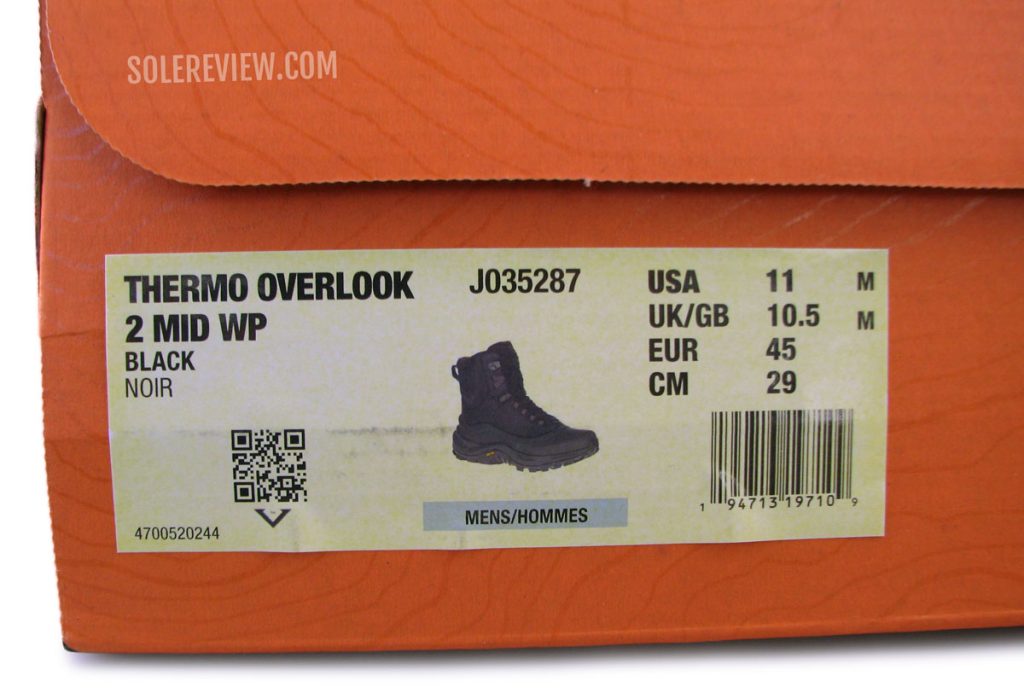 SOLEREVIEW.COM
THERMO OVERLOOK
2 MID WP
BLACK
NOIR
4700520244
J035287
MENS/HOMMES
USA 11 M
UK/GB 10.5 M
EUR 45
CM 29
1 94713 19710 9